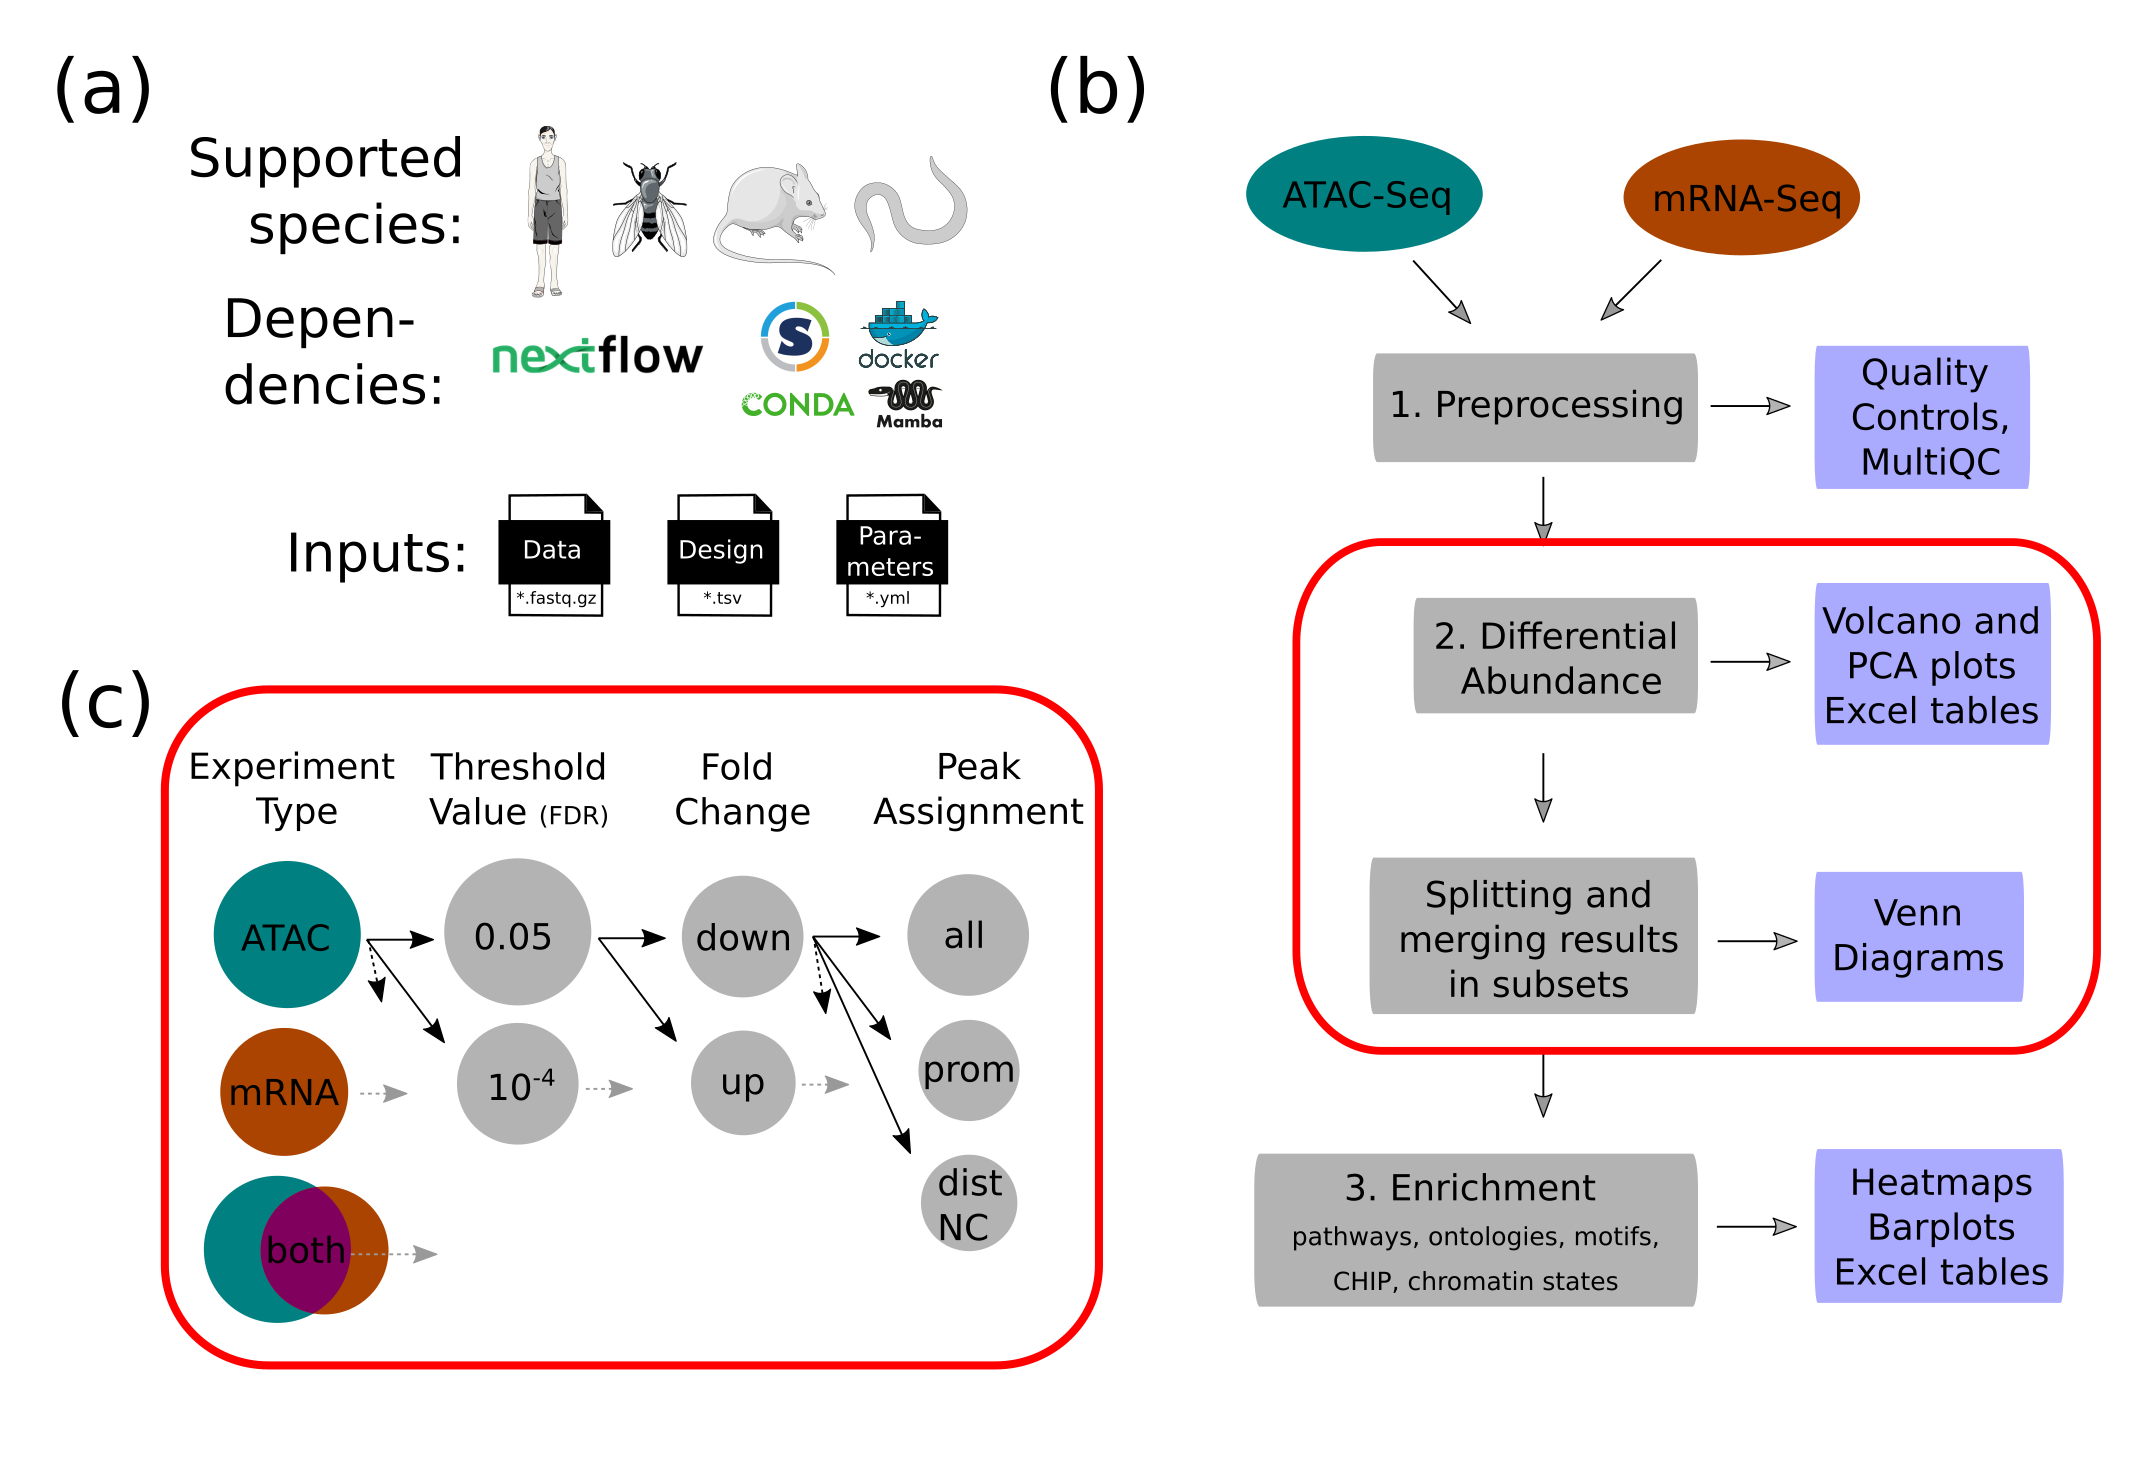 (a)
Supported
species:
Depen-
dencies:
nextflow
S
docker
CONDA
Mamba
Inputs:
Data
*.fastq.gz
Design
*.tsv
Para-
meters
*.yml
(b)
ATAC-Seq
mRNA-Seq
1. Preprocessing
Quality
Controls,
MultiQC
2. Differential
Abundance
Volcano and
PCA plots
Excel tables
Splitting and
merging results
in subsets
Venn
Diagrams
3. Enrichment
pathways, ontologies, motifs,
CHIP, chromatin states
Heatmaps
Barplots
Excel tables
(c)
Experiment
Type
Threshold
Value (FDR)
Fold
Change
Peak
Assignment
ATAC
0.05
down
all
mRNA
10⁻⁴
up
prom
both
dist
NC